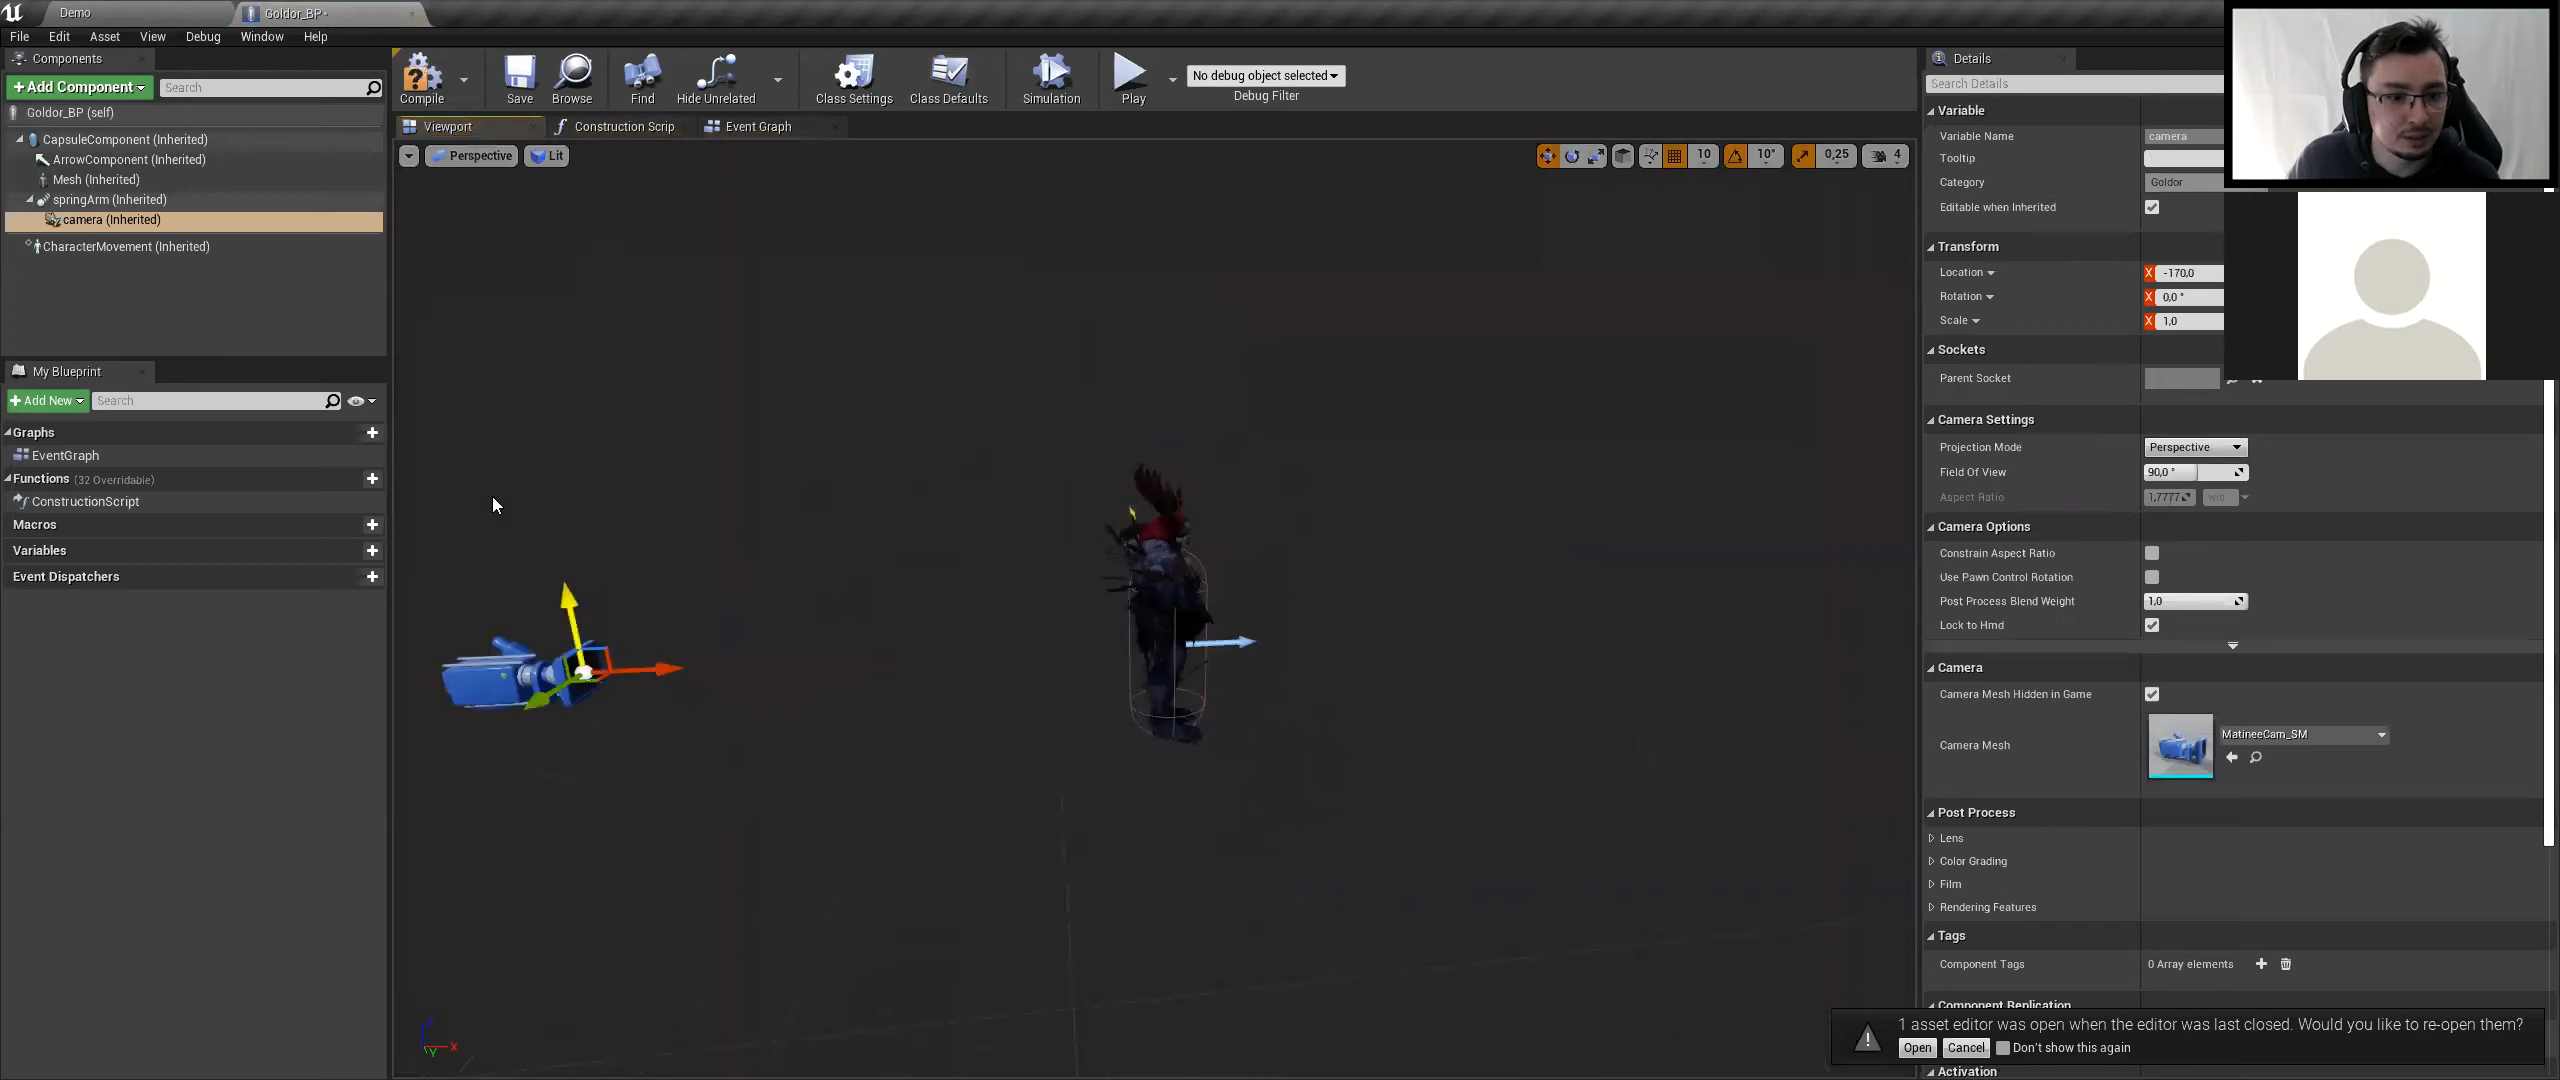 Demo
Goldor_BP•
File Edit Asset View Debug Window Help
Components
+Add Component
Search
Goldor_BP (self)
CapsuleComponent (Inherited)
ArrowComponent (Inherited)
Mesh (Inherited)
springArm (Inherited)
camera (Inherited)
CharacterMovement (Inherited)
My Blueprint
+Add New
Search
Graphs
EventGraph
Functions (32 Overridable)
ConstructionScript
Macros
Variables
Event Dispatchers
Compile
Save
Browse
Find
Hide Unrelated
Class Settings
Class Defaults
Simulation
Play
No debug object selected
Debug Filter
Viewport
Construction Scrip
Event Graph
Perspective
Lit
10
10°
0,25
4
Z
X
Y
Details
Search Details
Variable
Variable Name camera
Tooltip
Category Goldor
Editable when Inherited
Transform
Location X -170,0
Rotation X 0,0 °
Scale X 1,0
Sockets
Parent Socket
Camera Settings
Projection Mode Perspective
Field Of View 90,0 °
Aspect Ratio 1,7777
Camera Options
Constrain Aspect Ratio
Use Pawn Control Rotation
Post Process Blend Weight 1,0
Lock to Hmd
Camera
Camera Mesh Hidden in Game
Camera Mesh MatineeCam_SM
Post Process
Lens
Color Grading
Film
Rendering Features
Tags
Component Tags 0 Array elements
Component Replication
1 asset editor was open when the editor was last closed. Would you like to re-open them?
Open Cancel Don't show this again
Activation